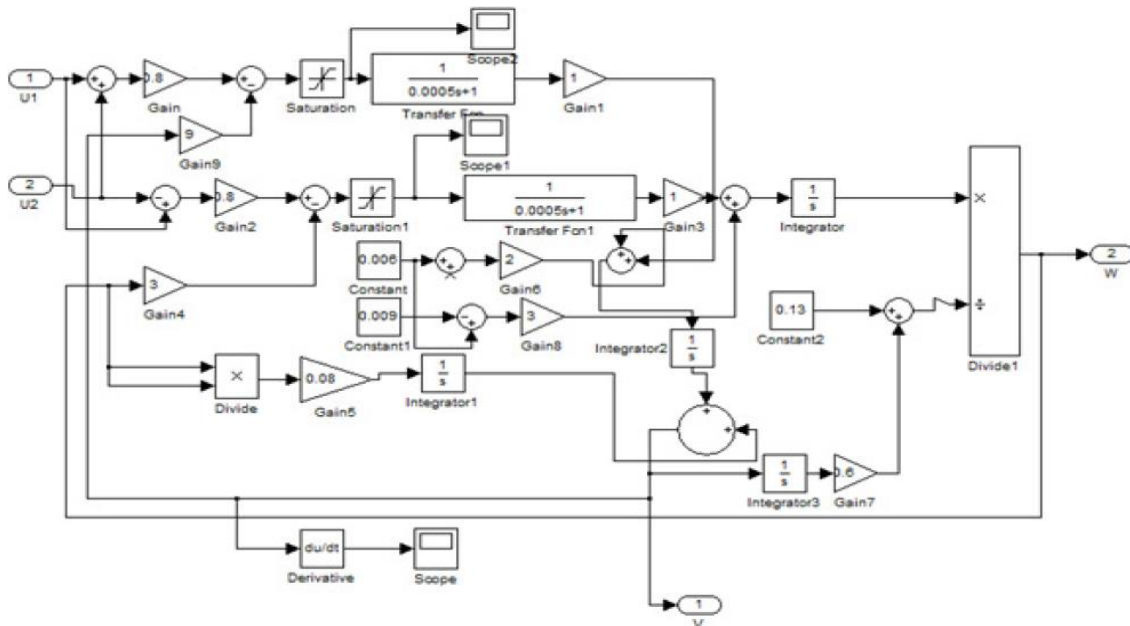 Scope2
1
U1
0.8
Gain
Saturation
1
0.0005s+1
Transfer Fcn
1
Gain1
9
Gain9
Scope1
2
U2
0.8
Gain2
Saturation1
1
0.0005s+1
Transfer Fcn1
1
Gain3
1
s
Integrator
2
W
0.006
Constant
2
Gain6
3
Gain4
0.009
Constant1
3
Gain8
Integrator2
1
s
0.13
Constant2
Divide1
Divide
0.08
Gain5
1
s
Integrator1
1
s
Integrator3
0.6
Gain7
du/dt
Derivative
Scope
1